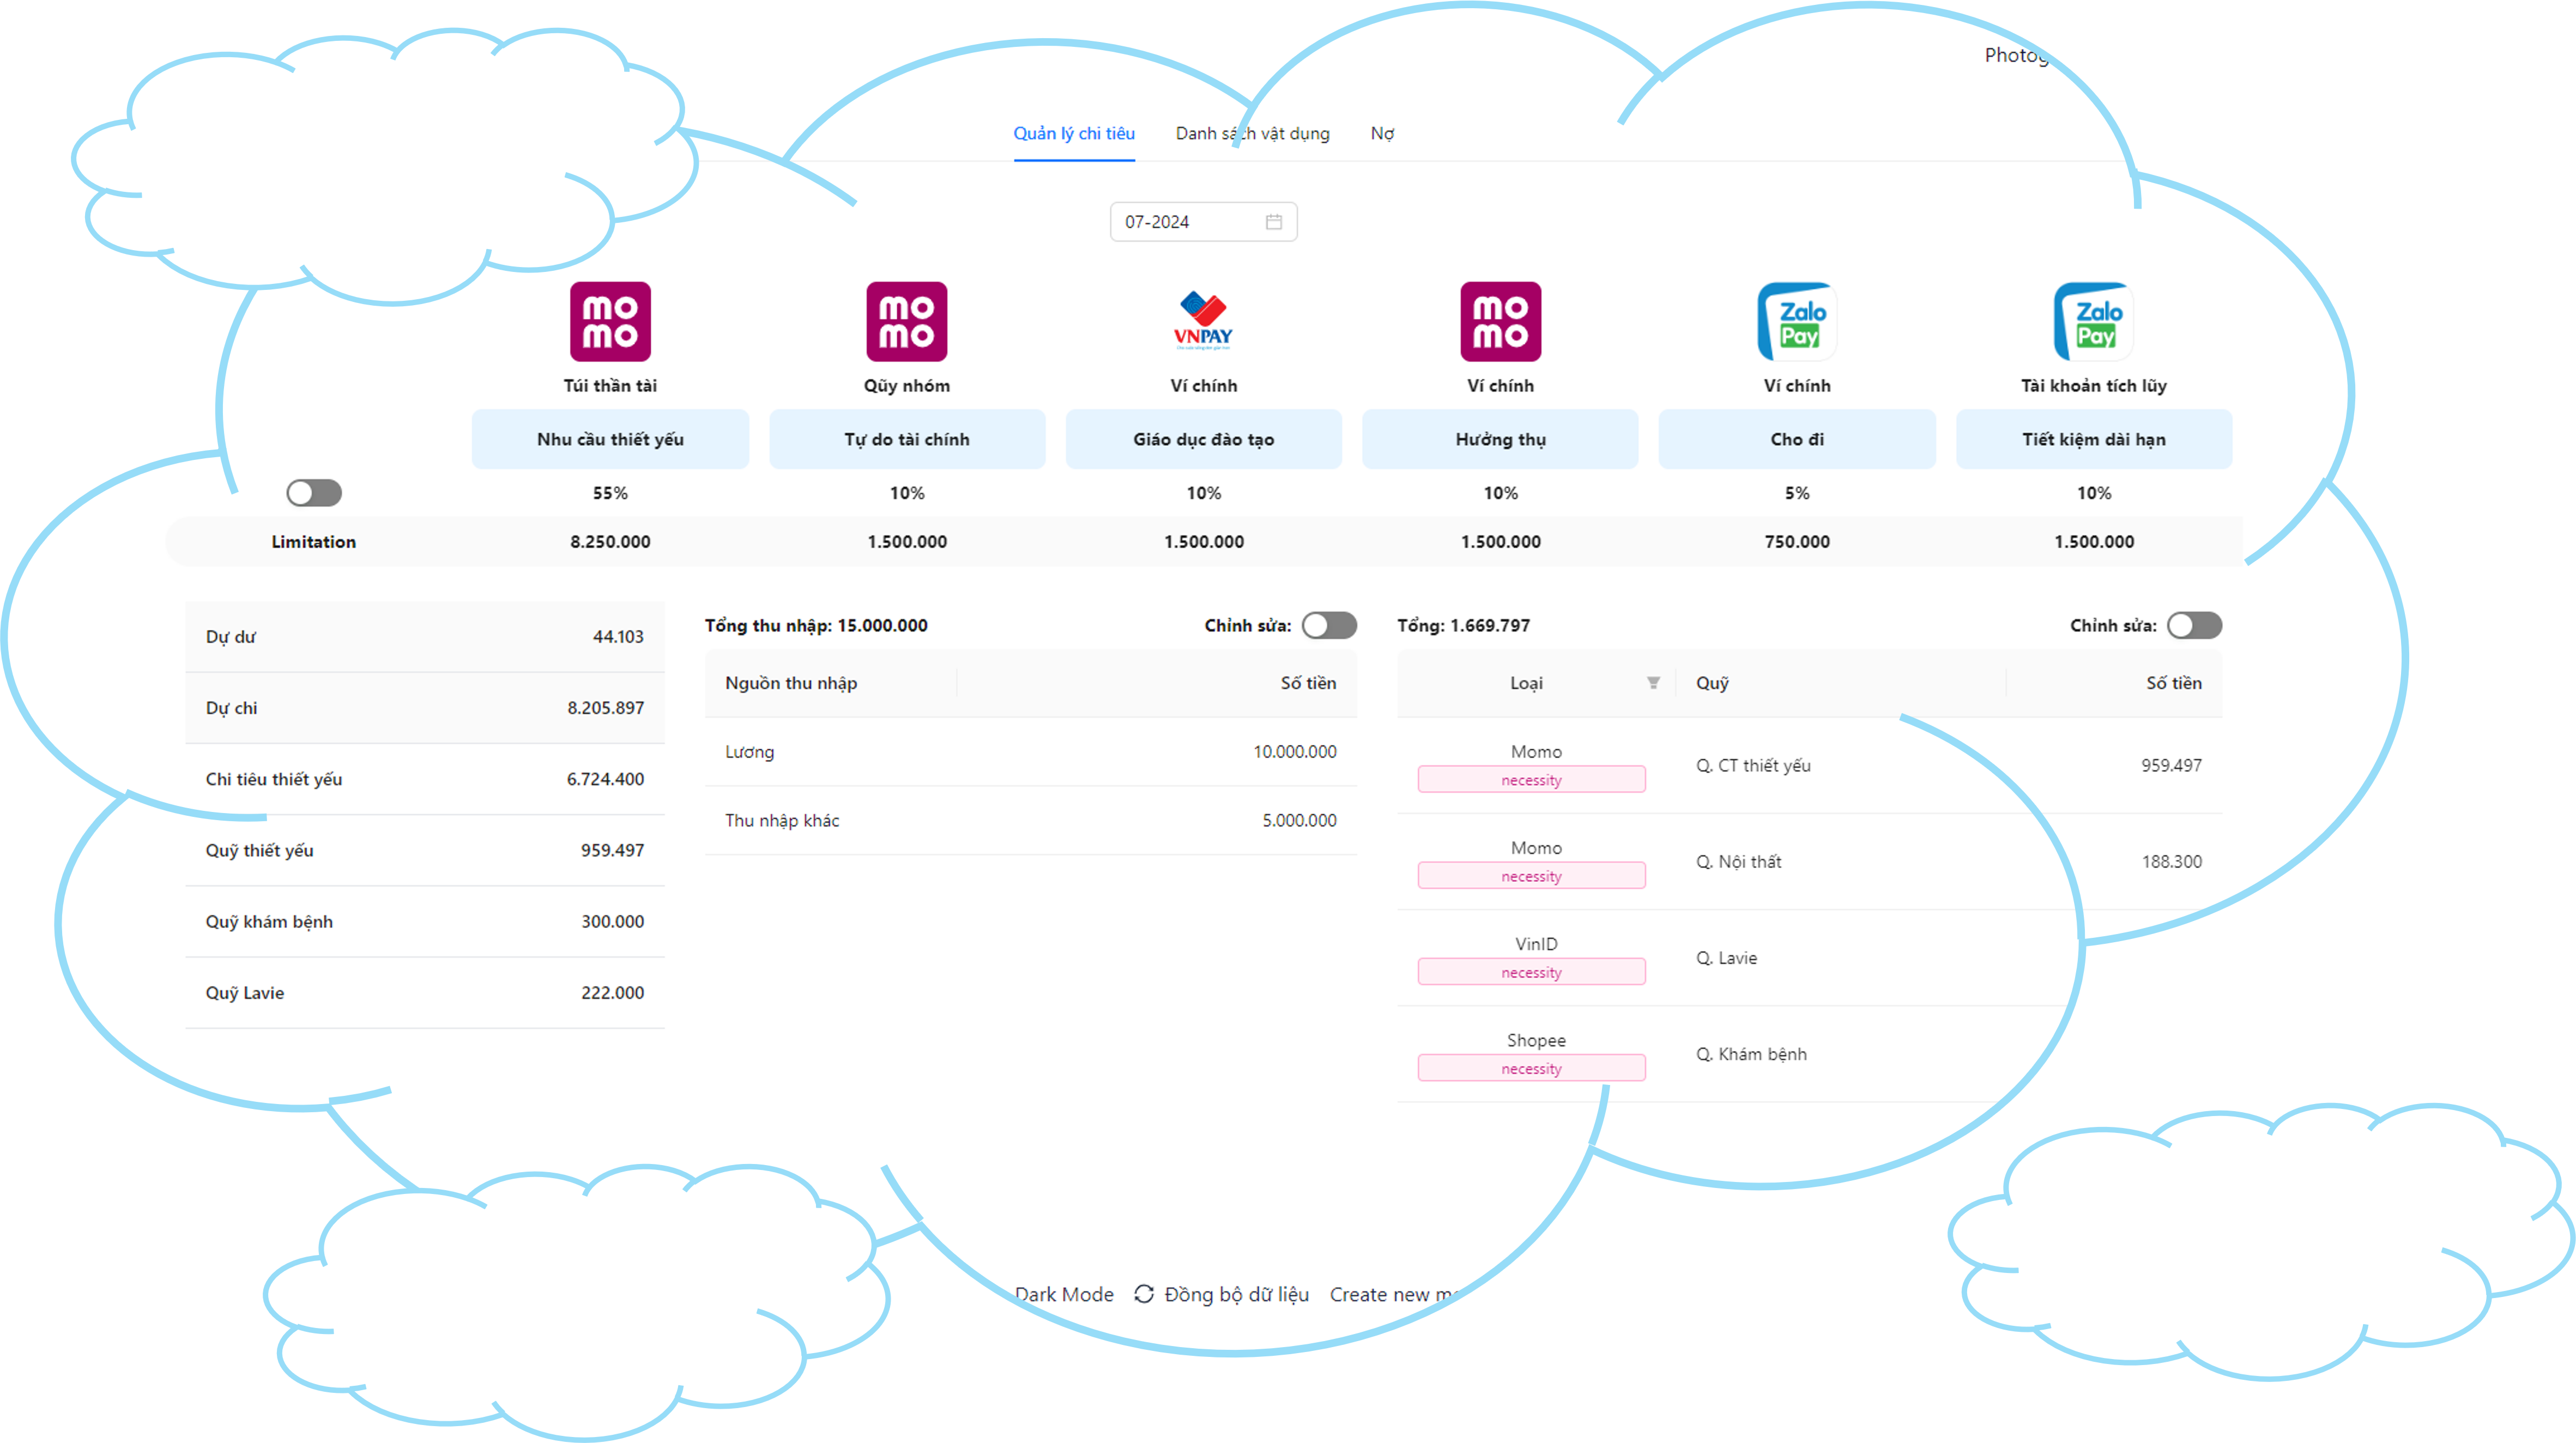 Quản lý chi tiêu Danh sách vật dụng Nợ
07-2024
mo mo mo mo VNPAY mo mo Zalo Pay Zalo Pay
Túi thần tài Qũy nhóm Ví chính Ví chính Ví chính Tài khoản tích lũy
Nhu cầu thiết yếu Tự do tài chính Giáo dục đào tạo Hưởng thụ Cho đi Tiết kiệm dài hạn
55% 10% 10% 10% 5% 10%
Limitation 8.250.000 1.500.000 1.500.000 1.500.000 750.000 1.500.000
Dự dư 44.103
Dự chi 8.205.897
Chi tiêu thiết yếu 6.724.400
Quỹ thiết yếu 959.497
Quỹ khám bệnh 300.000
Quỹ Lavie 222.000
Tổng thu nhập: 15.000.000 Chỉnh sửa:
Nguồn thu nhập Số tiền
Lương 10.000.000
Thu nhập khác 5.000.000
Tổng: 1.669.797 Chỉnh sửa:
Loại Quỹ Số tiền
Momo
necessity Q. CT thiết yếu 959.497
Momo
necessity Q. Nội thất 188.300
VinID
necessity Q. Lavie
Shopee
necessity Q. Khám bệnh
Dark Mode Đồng bộ dữ liệu Create new